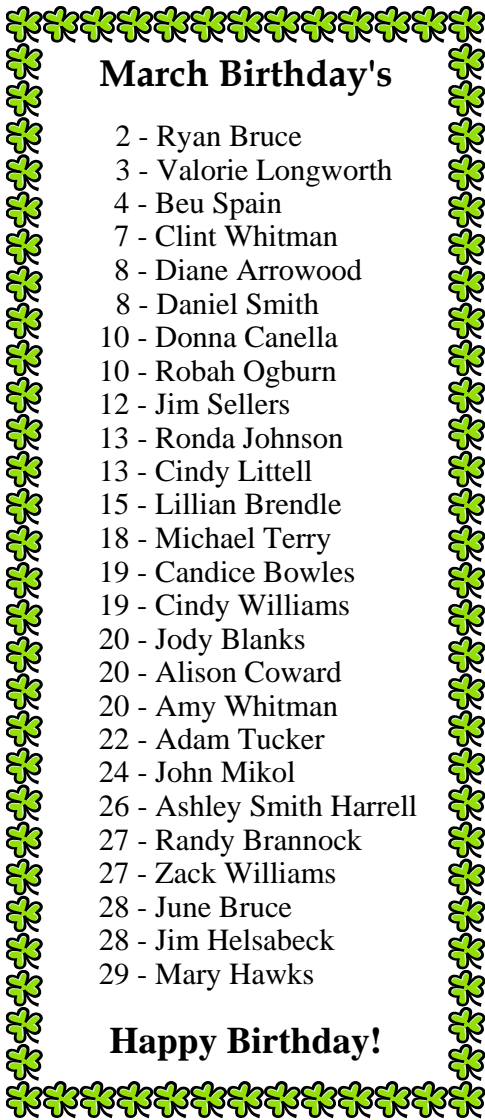 March Birthday's
2 - Ryan Bruce
3 - Valorie Longworth
4 - Beu Spain
7 - Clint Whitman
8 - Diane Arrowood
8 - Daniel Smith
10 - Donna Canella
10 - Robah Ogburn
12 - Jim Sellers
13 - Ronda Johnson
13 - Cindy Littell
15 - Lillian Brendle
18 - Michael Terry
19 - Candice Bowles
19 - Cindy Williams
20 - Jody Blanks
20 - Alison Coward
20 - Amy Whitman
22 - Adam Tucker
24 - John Mikol
26 - Ashley Smith Harrell
27 - Randy Brannock
27 - Zack Williams
28 - June Bruce
28 - Jim Helsabeck
29 - Mary Hawks
Happy Birthday!